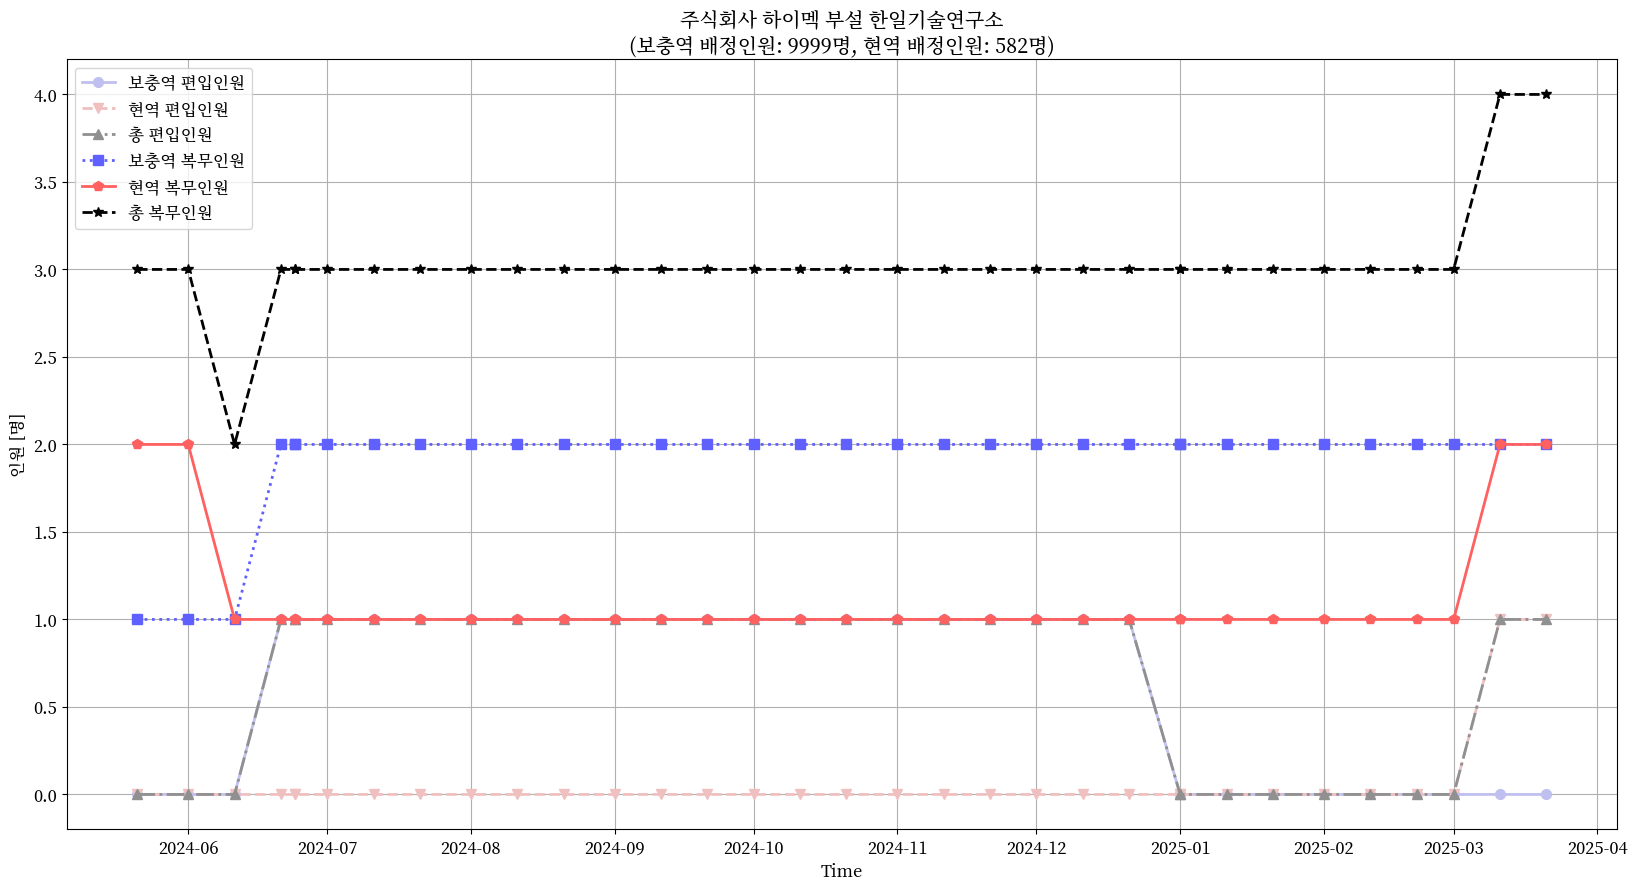 주식회사 하이멕 부설 한일기술연구소
(보충역 배정인원: 9999명, 현역 배정인원: 582명)
보충역 편입인원
현역 편입인원
총 편입인원
보충역 복무인원
현역 복무인원
총 복무인원
4.0
3.5
3.0
2.5
2.0
1.5
1.0
0.5
0.0
인원 [명]
2024-06 2024-07 2024-08 2024-09 2024-10 2024-11 2024-12 2025-01 2025-02 2025-03 2025-04
Time